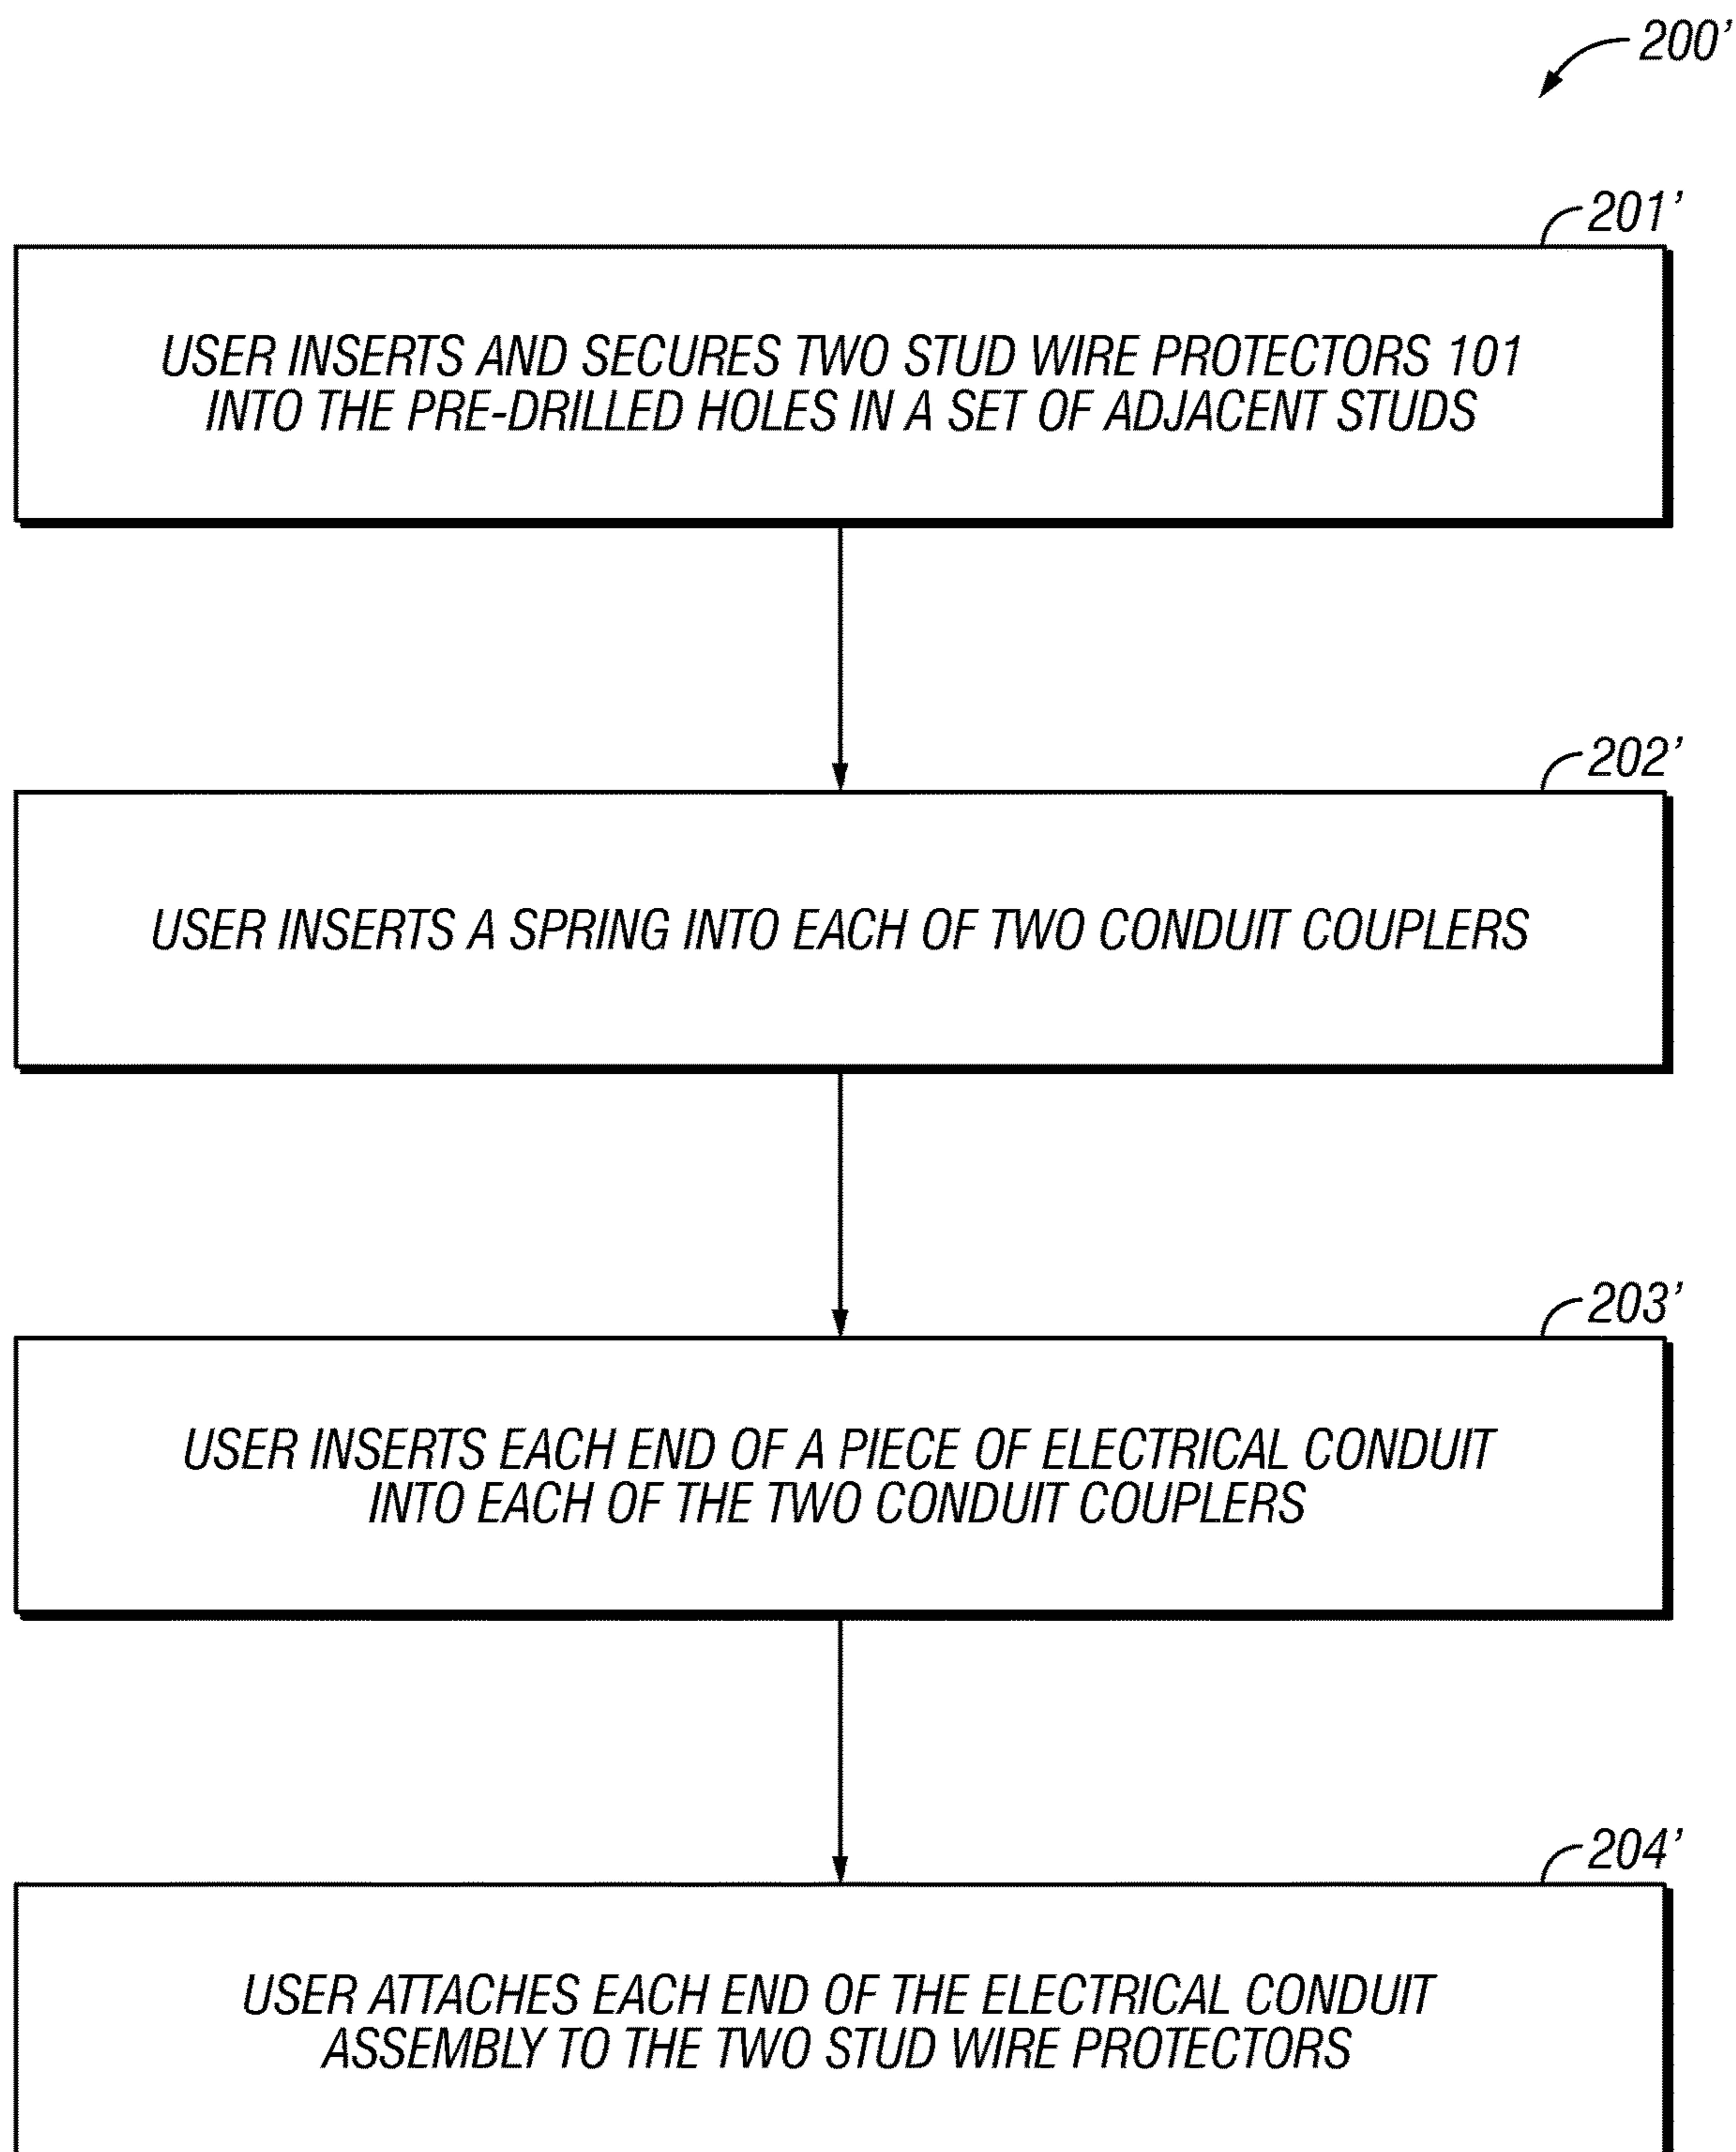 200'
201'
USER INSERTS AND SECURES TWO STUD WIRE PROTECTORS 101
INTO THE PRE-DRILLED HOLES IN A SET OF ADJACENT STUDS
202'
USER INSERTS A SPRING INTO EACH OF TWO CONDUIT COUPLERS
203'
USER INSERTS EACH END OF A PIECE OF ELECTRICAL CONDUIT
INTO EACH OF THE TWO CONDUIT COUPLERS
204'
USER ATTACHES EACH END OF THE ELECTRICAL CONDUIT
ASSEMBLY TO THE TWO STUD WIRE PROTECTORS